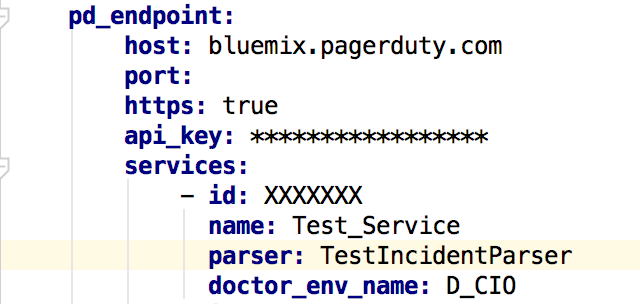 pd_endpoint:
host: bluemix.pagerduty.com
port:
https: true
api_key: *****************
services:
- id: XXXXXXX
name: Test_Service
parser: TestIncidentParser
doctor_env_name: D_CIO